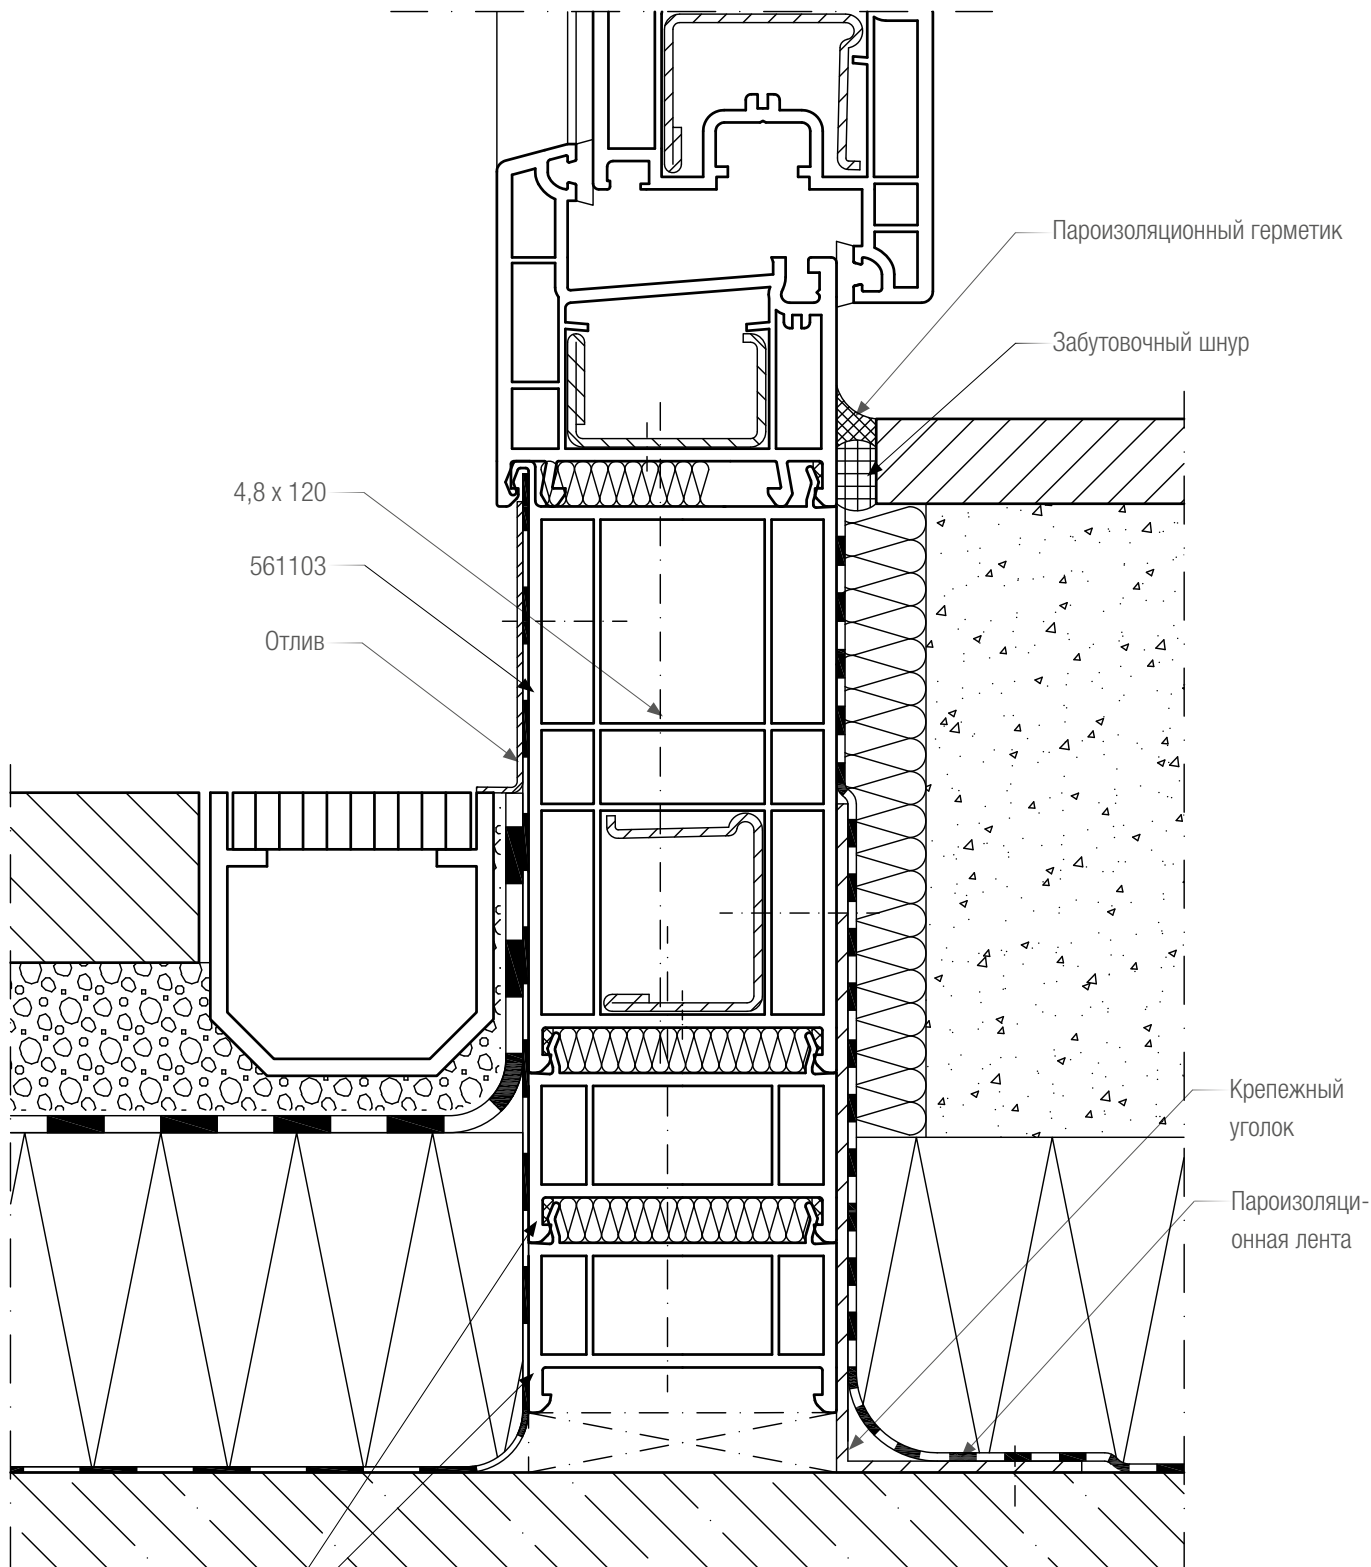 Пароизоляционный герметик
Забутовочный шнур
4,8 x 120
561103
Отлив
Крепежный
уголок
Пароизоляци-
онная лента